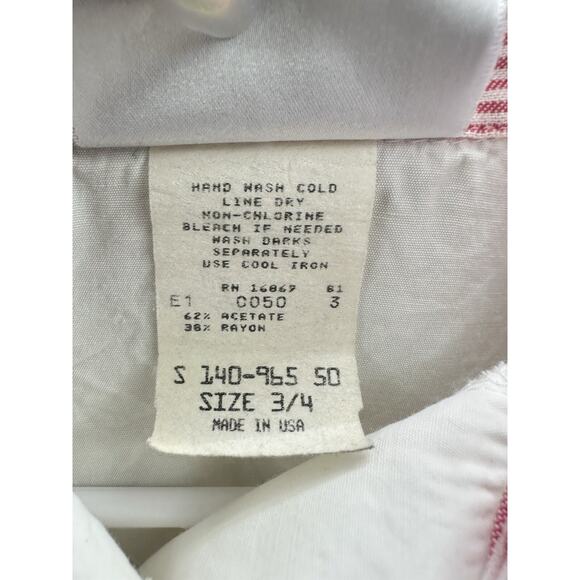 HAND WASH COLD
LINE DRY
NON-CHLORINE
BLEACH IF NEEDED
WASH DARKS
SEPARATELY
USE COOL IRON
RN 16867 81
E1 0050 3
62% ACETATE
38% RAYON
S 140-965 50
SIZE 3/4
MADE IN USA